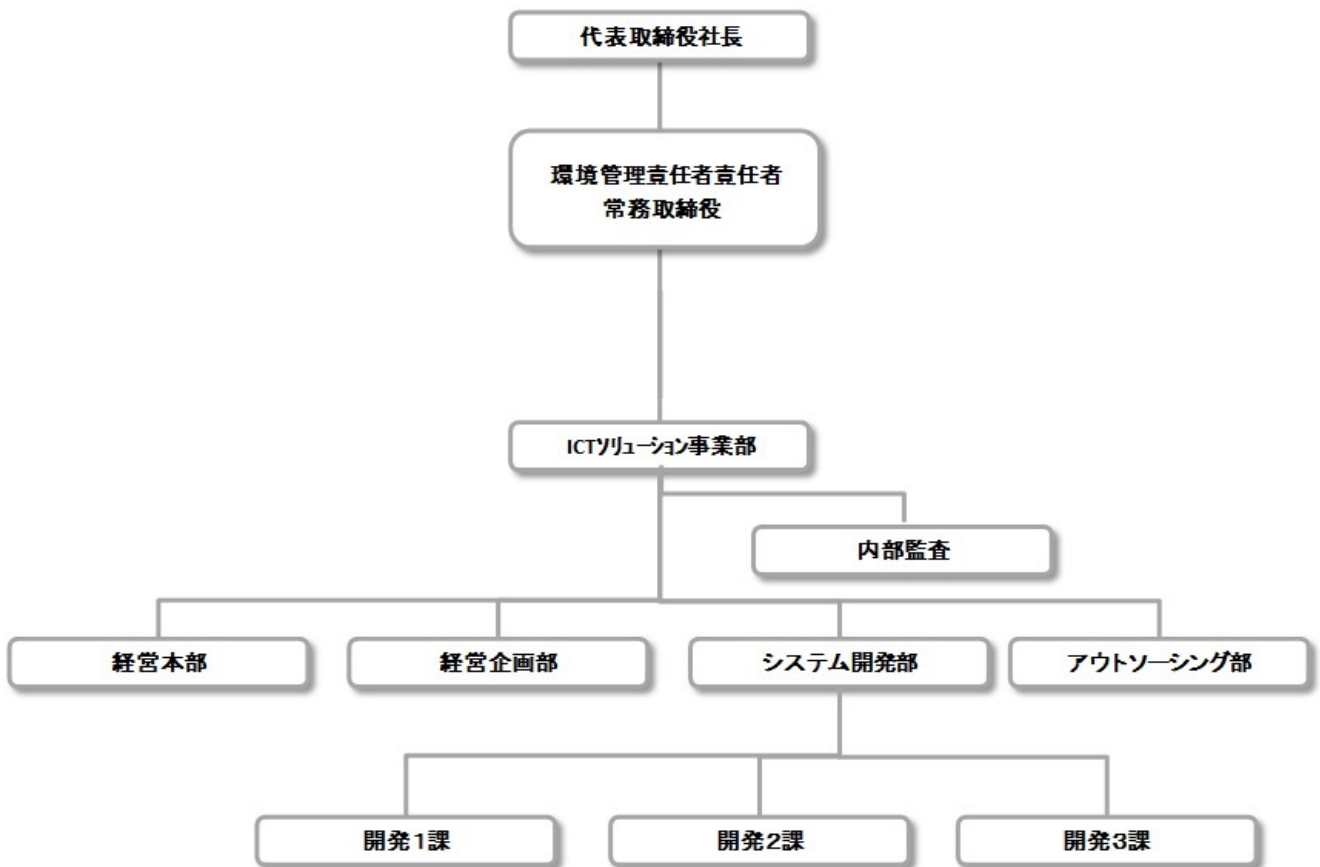 代表取締役社長
環境管理責任者責任者
常務取締役
ICTソリューション事業部
内部監査
経営本部
経営企画部
システム開発部
アウトソーシング部
開発1課
開発2課
開発3課